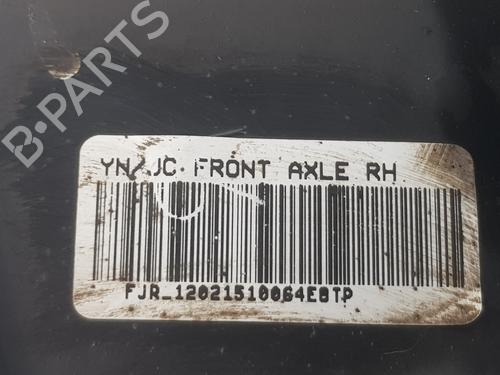 B-PARTS
YN/JC FRONT AXLE RH
FJR_12021510064E8TP